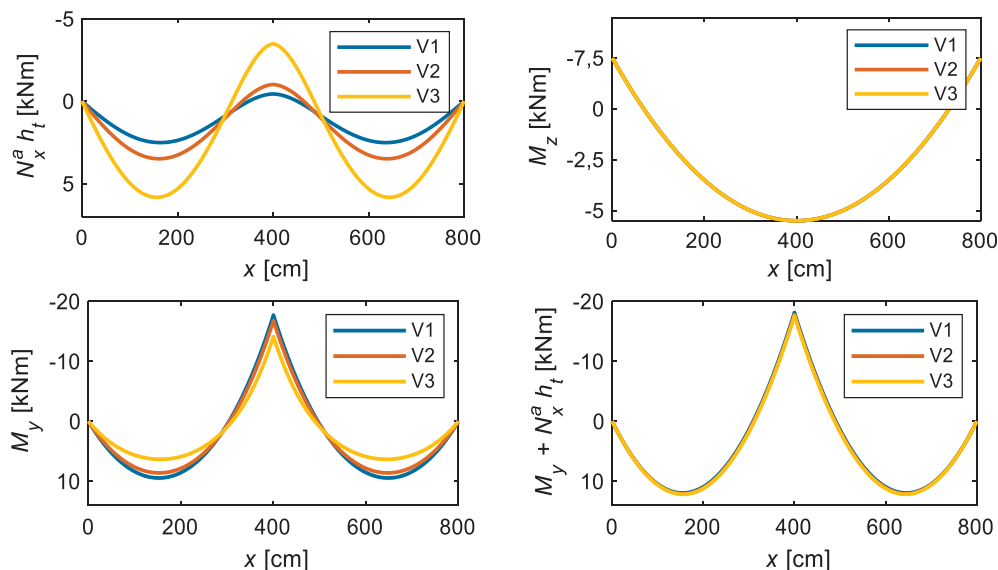 -5
0
5
N_x^a h_t [kNm]
V1
V2
V3
0 200 400 600 800
x [cm]
-7,5
0
-2,5
-5
M_z [kNm]
V1
V2
V3
0 200 400 600 800
x [cm]
-20
-10
0
10
M_y [kNm]
V1
V2
V3
0 200 400 600 800
x [cm]
-20
-10
0
10
M_y + N_x^a h_t [kNm]
V1
V2
V3
0 200 400 600 800
x [cm]